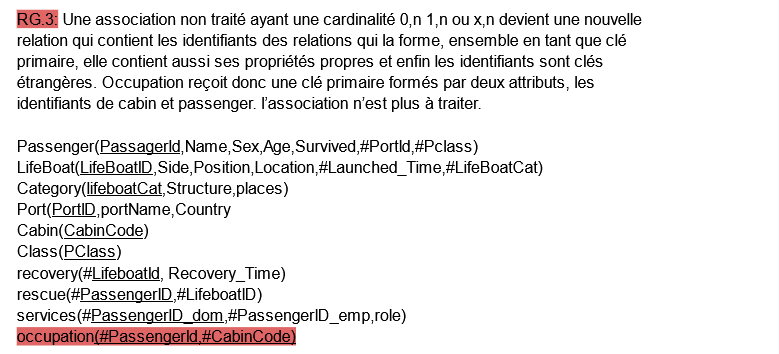 RG.3: Une association non traité ayant une cardinalité 0,n 1,n ou x,n devient une nouvelle
relation qui contient les identifiants des relations qui la forme, ensemble en tant que clé
primaire, elle contient aussi ses propriétés propres et enfin les identifiants sont clés
étrangères. Occupation reçoit donc une clé primaire formés par deux attributs, les
identifiants de cabin et passenger. l’association n’est plus à traiter.
Passenger(PassagerId,Name,Sex,Age,Survived,#PortId,#Pclass)
LifeBoat(LifeBoatID,Side,Position,Location,#Launched_Time,#LifeBoatCat)
Category(lifeboatCat,Structure,places)
Port(PortID,portName,Country
Cabin(CabinCode)
Class(PClass)
recovery(#LifeboatId, Recovery_Time)
rescue(#PassengerID,#LifeboatID)
services(#PassengerID_dom,#PassengerID_emp,role)
occupation(#PassengerId,#CabinCode)